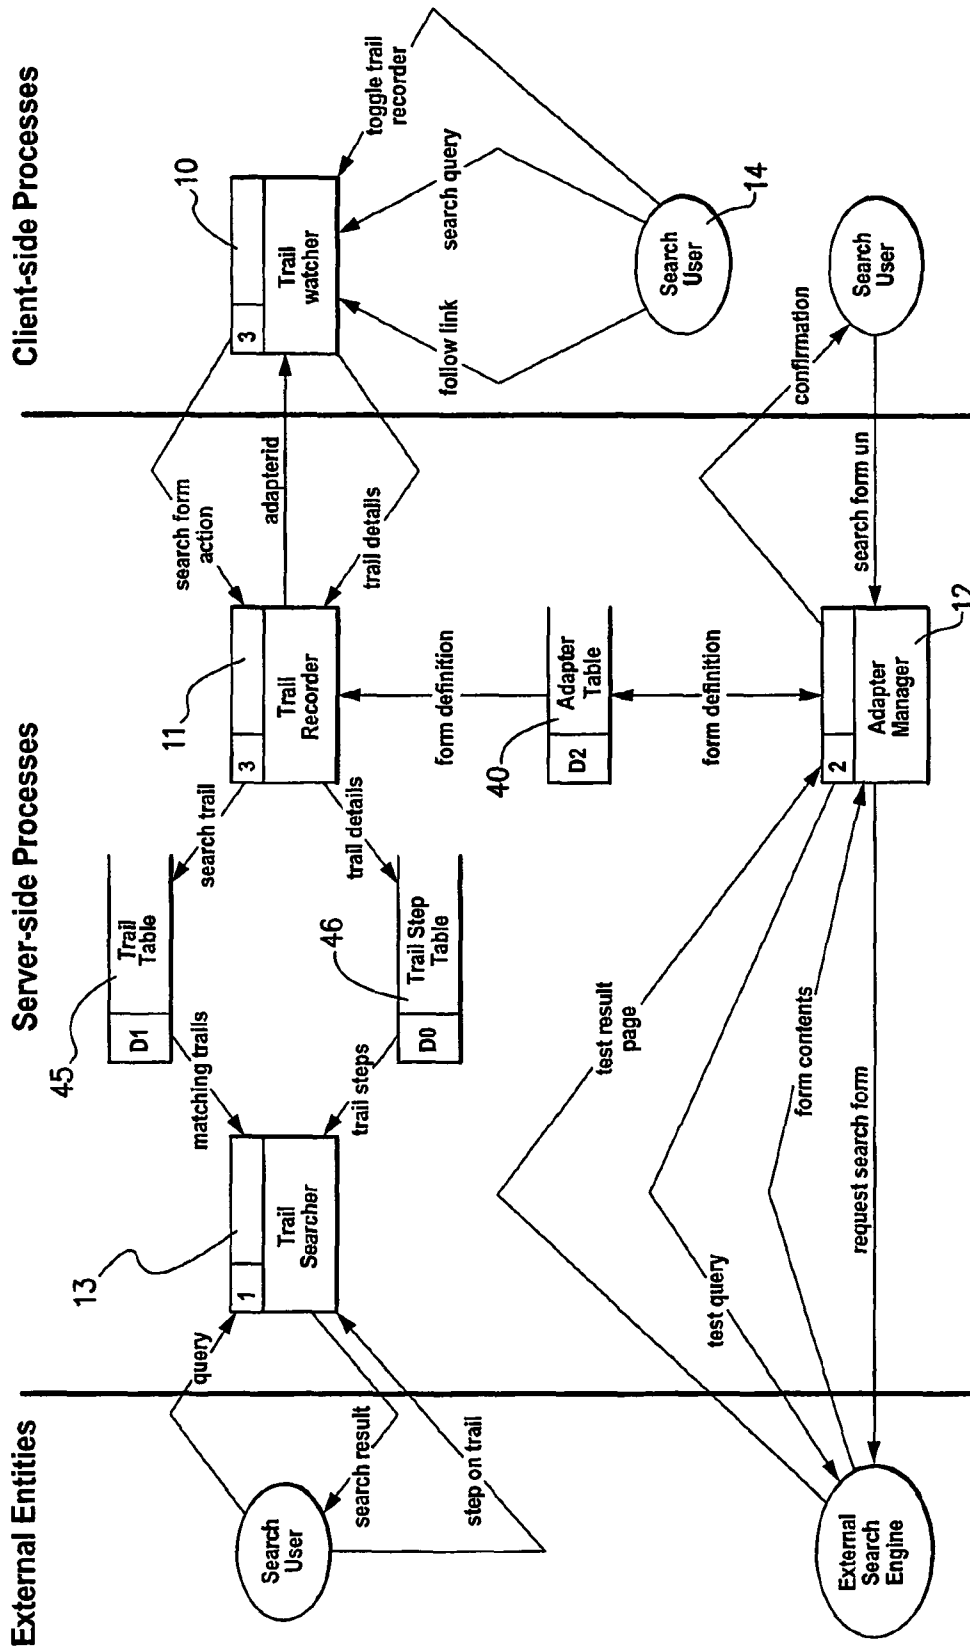 External Entities
Server-side Processes
Client-side Processes
Search
User
query
search result
step on trail
13
1
Trail
Searcher
matching trails
trail steps
45
D1
Trail
Table
46
D0
Trail Step
Table
search trail
trail details
11
3
Trail
Recorder
search form
action
adapterid
trail details
10
3
Trail
watcher
toggle trail
recorder
search query
follow link
Search
User
14
form definition
40
D2
Adapter
Table
form definition
External
Search
Engine
test result
page
test query
form contents
request search form
2
Adapter
Manager
12
confirmation
search form un
Search
User